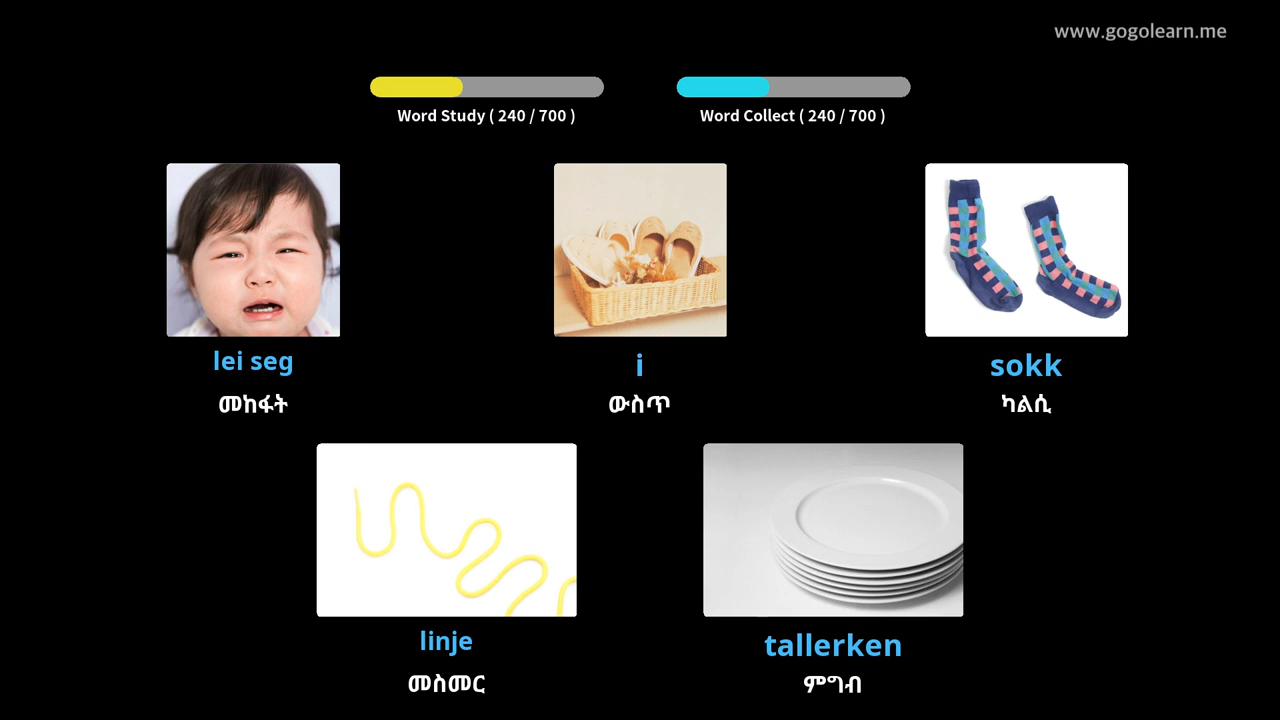 www.gogolearn.me
Word Study ( 240 / 700 )
Word Collect ( 240 / 700 )
lei seg
መከፋት
i
ውስጥ
sokk
ካልሲ
linje
መስመር
tallerken
ምግብ